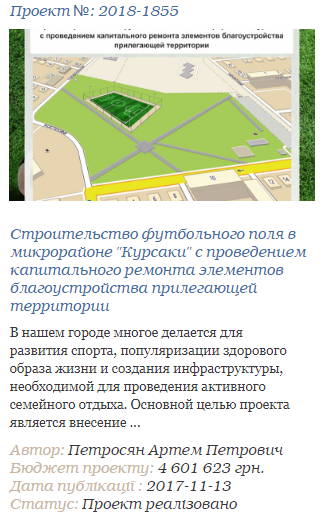 Проект №: 2018-1855
с проведением капитального ремонта элементов благоустройства
прилегающей территории
Строительство футбольного поля в
микрорайоне "Курсаки" с проведением
капитального ремонта элементов
благоустройства прилегающей
территории
В нашем городе многое делается для
развития спорта, популяризации здорового
образа жизни и создания инфраструктуры,
необходимой для проведения активного
семейного отдыха. Основной целью проекта
является внесение ...
Автор: Петросян Артем Петрович
Бюджет проекту: 4 601 623 грн.
Дата публікації : 2017-11-13
Статус: Проект реалізовано